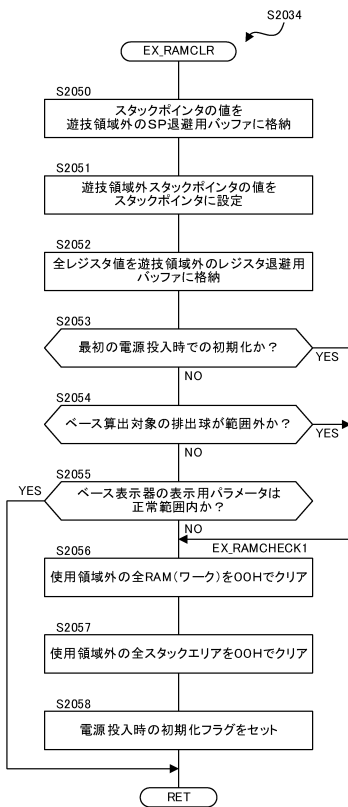 S2034
EX_RAMCLR
S2050
スタックポインタの値を
遊技領域外のSP退避用バッファに格納
S2051
遊技領域外スタックポインタの値を
スタックポインタに設定
S2052
全レジスタ値を遊技領域外のレジスタ退避用
バッファに格納
S2053
最初の電源投入時での初期化か？
YES
NO
S2054
ベース算出対象の排出球が範囲外か？
YES
NO
S2055
YES
ベース表示器の表示用パラメータは
正常範囲内か？
NO
EX_RAMCHECK1
S2056
使用領域外の全RAM(ワーク)を00Hでクリア
S2057
使用領域外の全スタックエリアを00Hでクリア
S2058
電源投入時の初期化フラグをセット
RET